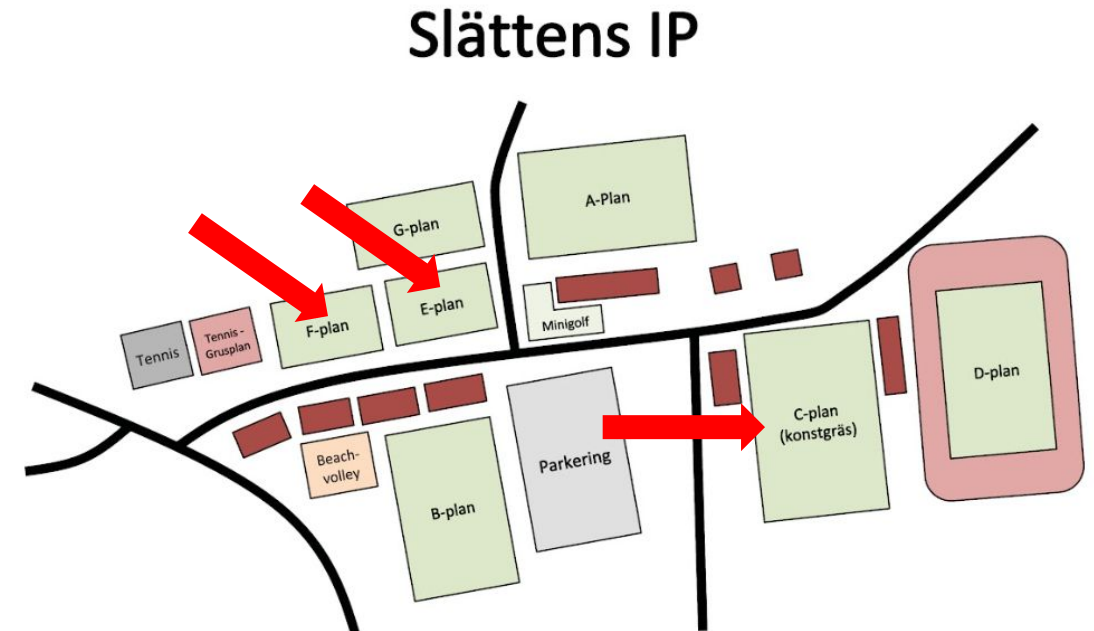 Slättens IP
A-Plan
G-plan
E-plan
F-plan
Minigolf
Tennis -
Grusplan
Tennis
D-plan
C-plan
(konstgräs)
Parkering
Beach-
volley
B-plan